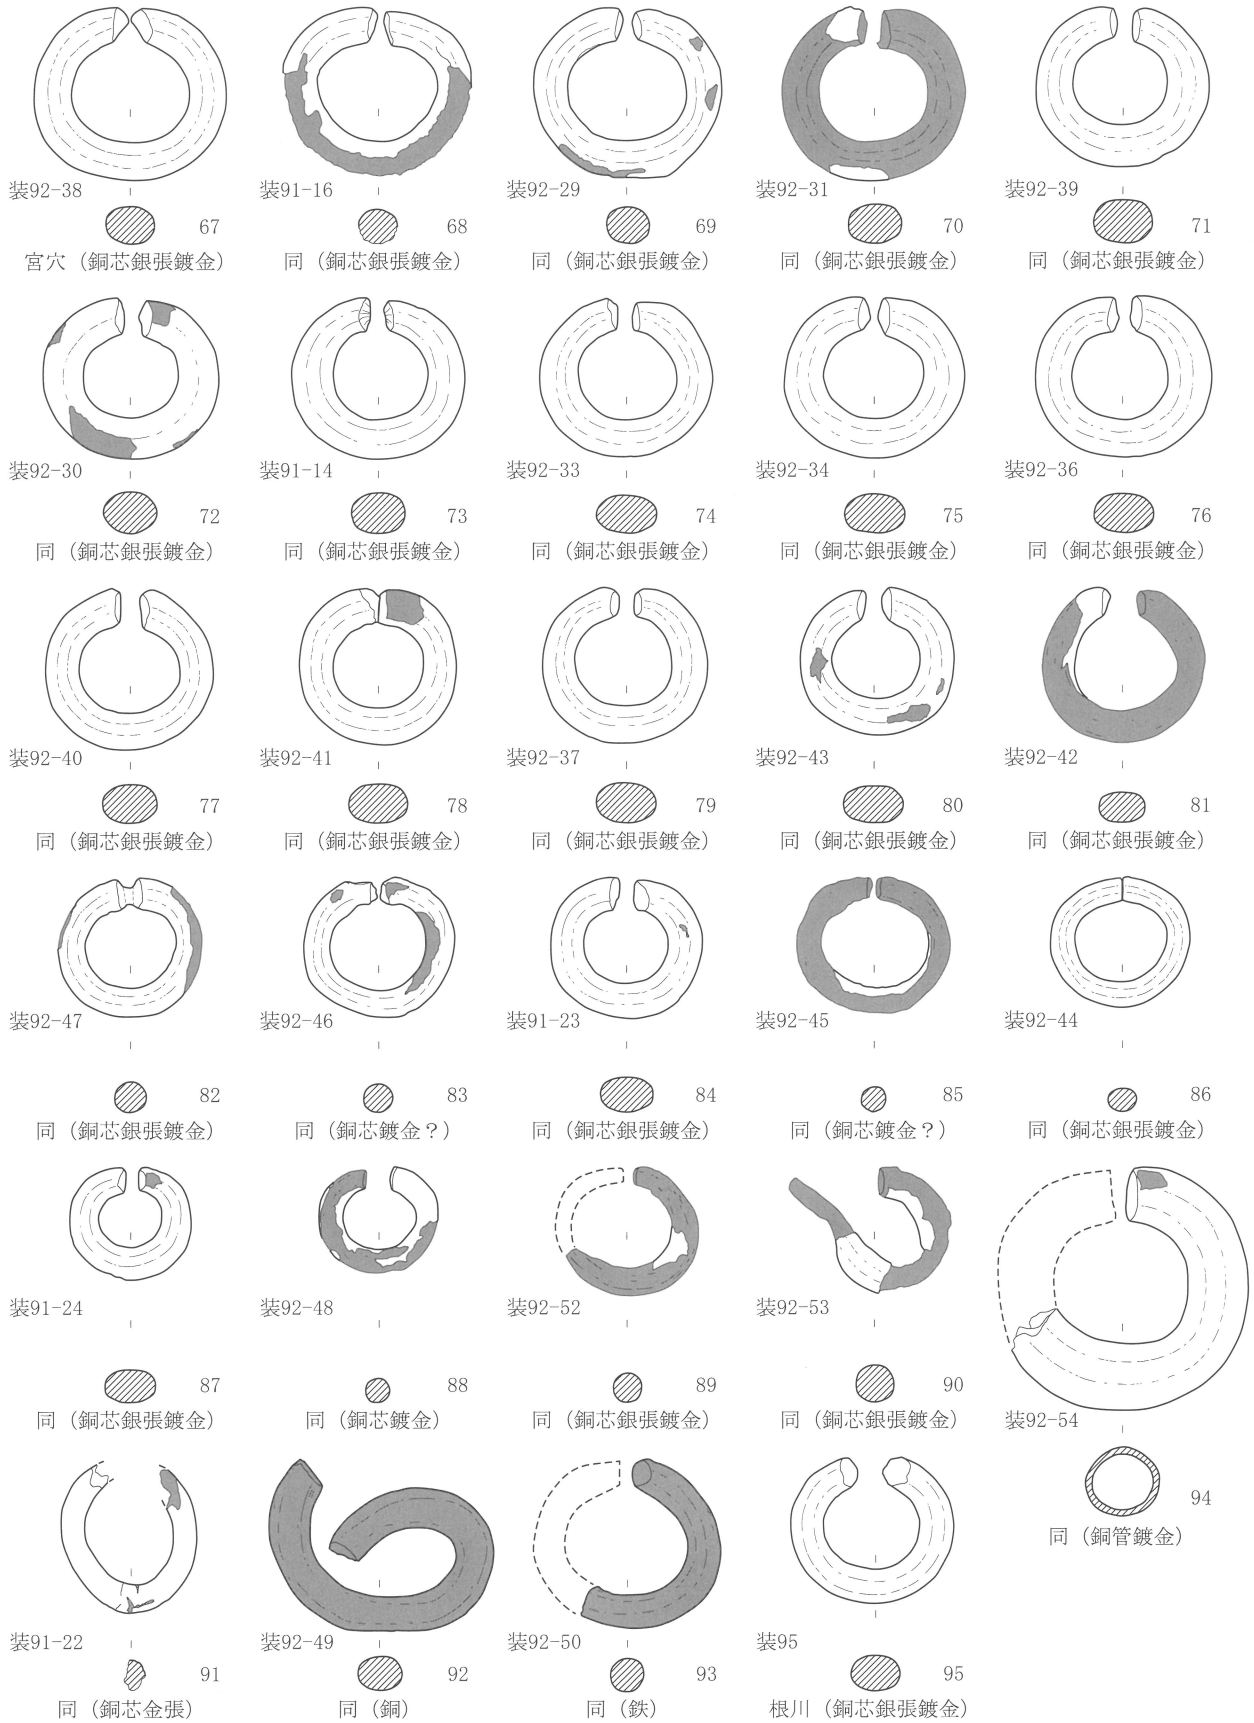 装92-38
67
宮穴（銅芯銀張鍍金）
装91-16
68
同（銅芯銀張鍍金）
装92-29
69
同（銅芯銀張鍍金）
装92-31
70
同（銅芯銀張鍍金）
装92-39
71
同（銅芯銀張鍍金）
装92-30
72
同（銅芯銀張鍍金）
装91-14
73
同（銅芯銀張鍍金）
装92-33
74
同（銅芯銀張鍍金）
装92-34
75
同（銅芯銀張鍍金）
装92-36
76
同（銅芯銀張鍍金）
装92-40
77
同（銅芯銀張鍍金）
装92-41
78
同（銅芯銀張鍍金）
装92-37
79
同（銅芯銀張鍍金）
装92-43
80
同（銅芯銀張鍍金）
装92-42
81
同（銅芯銀張鍍金）
装92-47
82
同（銅芯銀張鍍金）
装92-46
83
同（銅芯鍍金？）
装91-23
84
同（銅芯銀張鍍金）
装92-45
85
同（銅芯鍍金？）
装92-44
86
同（銅芯銀張鍍金）
装91-24
87
同（銅芯銀張鍍金）
装92-48
88
同（銅芯鍍金）
装92-52
89
同（銅芯銀張鍍金）
装92-53
90
同（銅芯銀張鍍金）
装92-54
94
同（銅管鍍金）
装91-22
91
同（銅芯金張）
装92-49
92
同（銅）
装92-50
93
同（鉄）
装95
95
根川（銅芯銀張鍍金）